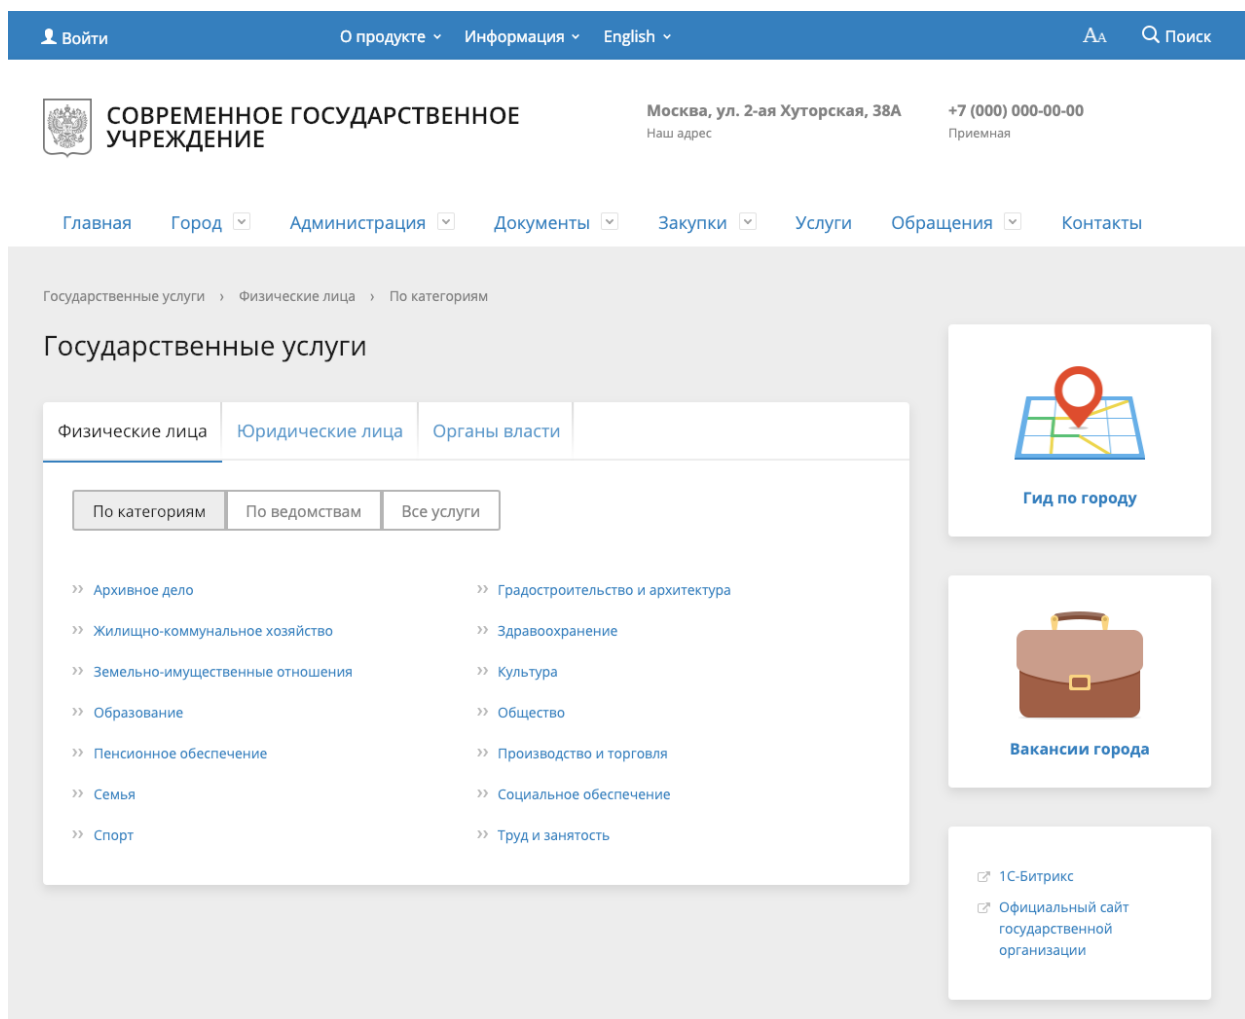 Войти
О продукте
Информация
English
AA
Поиск
СОВРЕМЕННОЕ ГОСУДАРСТВЕННОЕ
УЧРЕЖДЕНИЕ
Москва, ул. 2-ая Хуторская, 38А
Наш адрес
+7 (000) 000-00-00
Приемная
Главная
Город
Администрация
Документы
Закупки
Услуги
Обращения
Контакты
Государственные услуги › Физические лица › По категориям
Государственные услуги
Физические лица
Юридические лица
Органы власти
По категориям
По ведомствам
Все услуги
Архивное дело
Градостроительство и архитектура
Жилищно-коммунальное хозяйство
Здравоохранение
Земельно-имущественные отношения
Культура
Образование
Общество
Пенсионное обеспечение
Производство и торговля
Семья
Социальное обеспечение
Спорт
Труд и занятость
Гид по городу
Вакансии города
1С-Битрикс
Официальный сайт
государственной
организации